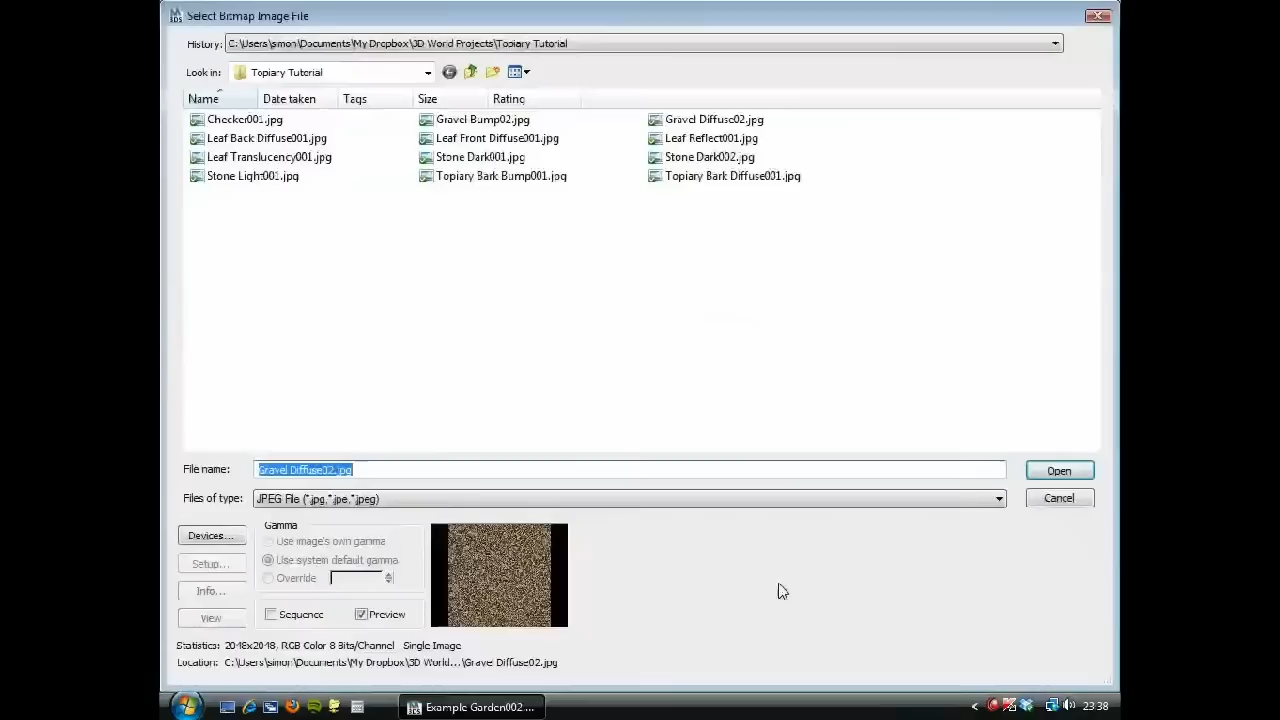 Select Bitmap Image File
History: C:\Users\simon\Documents\My Dropbox\3D World Projects\Topiary Tutorial
Look in: Topiary Tutorial
Name Date taken Tags Size Rating
Checker001.jpg Gravel Bump02.jpg Gravel Diffuse02.jpg
Leaf Back Diffuse001.jpg Leaf Front Diffuse001.jpg Leaf Reflect001.jpg
Leaf Translucency001.jpg Stone Dark001.jpg Stone Dark002.jpg
Stone Light001.jpg Topiary Bark Bump001.jpg Topiary Bark Diffuse001.jpg
File name: Gravel Diffuse02.jpg Open
Files of type: JPEG File (*.jpg,*.jpe,*.jpeg) Cancel
Gamma
Devices... Use image's own gamma
Setup... Use system default gamma
Override
Info...
Sequence Preview
View
Statistics: 2048x2048, RGB Color 8 Bits/Channel - Single Image
Location: C:\Users\simon\Documents\My Dropbox\3D World...\Gravel Diffuse02.jpg
Example Garden002.... 23:38